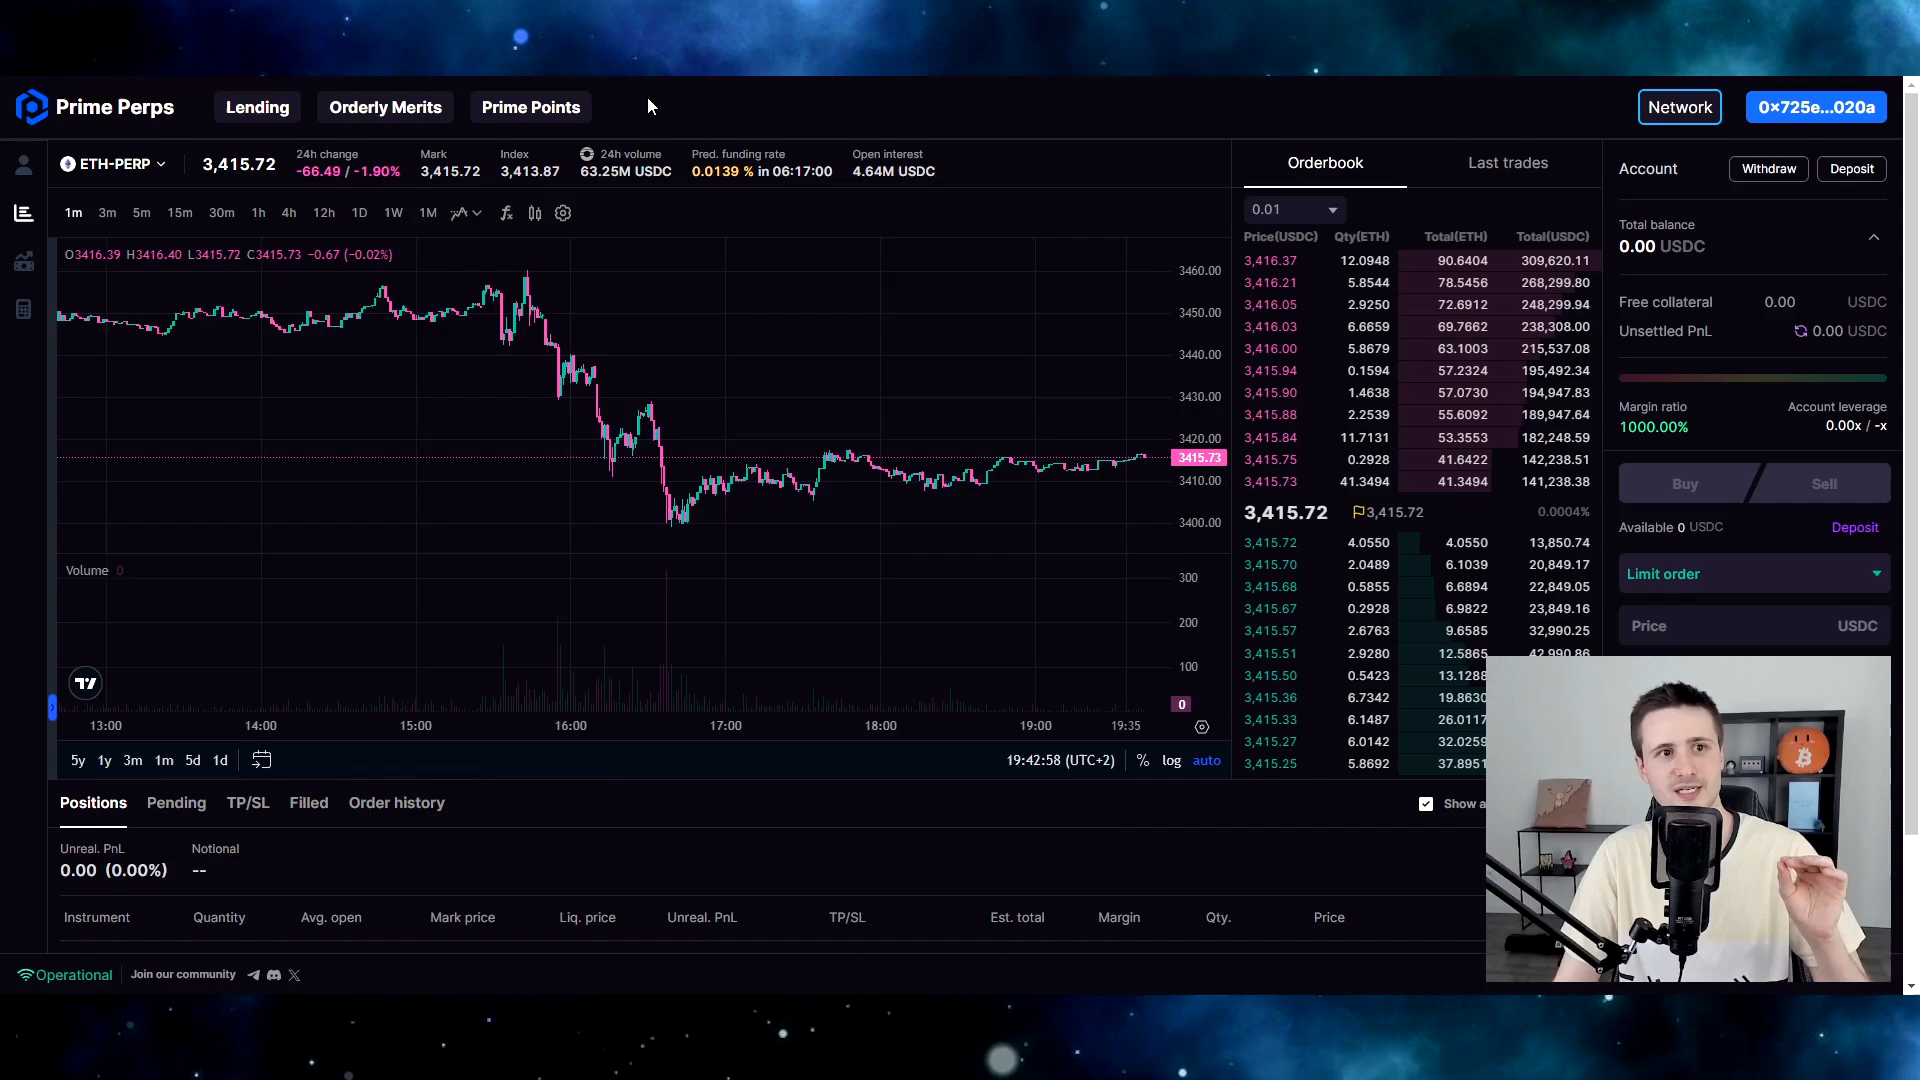 Prime Perps
Lending
Orderly Merits
Prime Points
Network
0×725e...020a
ETH-PERP
3,415.72
24h change
-66.49 / -1.90%
Mark
3,415.72
Index
3,413.87
24h volume
63.25M USDC
Pred. funding rate
0.0139 % in 06:17:00
Open interest
4.64M USDC
1m 3m 5m 15m 30m 1h 4h 12h 1D 1W 1M
O3416.39 H3416.40 L3415.72 C3415.73 -0.67 (-0.02%)
3460.00
3450.00
3440.00
3430.00
3420.00
3415.73
3410.00
3400.00
Volume 0
300
200
100
0
13:00 14:00 15:00 16:00 17:00 18:00 19:00 19:35
5y 1y 3m 1m 5d 1d
19:42:58 (UTC+2) % log auto
Orderbook
Last trades
0.01
Price(USDC) Qty(ETH) Total(ETH) Total(USDC)
3,416.37 12.0948 90.6404 309,620.11
3,416.21 5.8544 78.5456 268,299.80
3,416.05 2.9250 72.6912 248,299.94
3,416.03 6.6659 69.7662 238,308.00
3,416.00 5.8679 63.1003 215,537.08
3,415.94 0.1594 57.2324 195,492.34
3,415.90 1.4638 57.0730 194,947.83
3,415.88 2.2539 55.6092 189,947.64
3,415.84 11.7131 53.3553 182,248.59
3,415.75 0.2928 41.6422 142,238.51
3,415.73 41.3494 41.3494 141,238.38
3,415.72 3,415.72 0.0004%
3,415.72 4.0550 4.0550 13,850.74
3,415.70 2.0489 6.1039 20,849.17
3,415.68 0.5855 6.6894 22,849.05
3,415.67 0.2928 6.9822 23,849.16
3,415.57 2.6763 9.6585 32,990.25
3,415.51 2.9280 12.5865 42,990.86
3,415.50 0.5423 13.1288
3,415.36 6.7342 19.8630
3,415.33 6.1487 26.0117
3,415.27 6.0142 32.0259
3,415.25 5.8692 37.8951
Account
Withdraw
Deposit
Total balance
0.00 USDC
Free collateral 0.00 USDC
Unsettled PnL 0.00 USDC
Margin ratio
1000.00%
Account leverage
0.00x / -x
Buy
Sell
Available 0 USDC
Deposit
Limit order
Price USDC
Positions
Pending
TP/SL
Filled
Order history
Show a
Unreal. PnL
0.00 (0.00%)
Notional
--
Instrument Quantity Avg. open Mark price Liq. price Unreal. PnL TP/SL Est. total Margin Qty. Price
Operational
Join our community